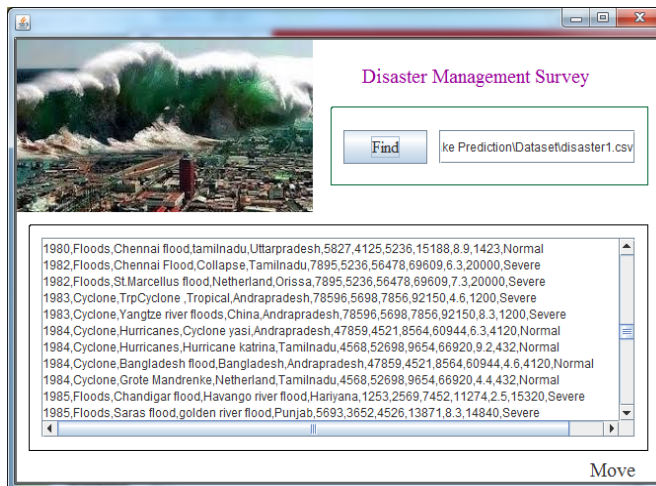 Disaster Management Survey
Find
ke Prediction\Dataset\disaster1.csv
1980,Floods,Chennai flood,tamilnadu,Uttarpradesh,5827,4125,5236,15188,8.9,1423,Normal
1982,Floods,Chennai Flood,Collapse,Tamilnadu,7895,5236,56478,69609,6.3,20000,Severe
1982,Floods,St.Marcellus flood,Netherland,Orissa,7895,5236,56478,69609,7.3,20000,Severe
1983,Cyclone,TrpCyclone ,Tropical,Andrapradesh,78596,5698,7856,92150,4.6,1200,Severe
1983,Cyclone,Yangtze river floods,China,Andrapradesh,78596,5698,7856,92150,8.3,1200,Severe
1984,Cyclone,Hurricanes,Cyclone yasi,Andrapradesh,47859,4521,8564,60944,6.3,4120,Normal
1984,Cyclone,Hurricanes,Hurricane katrina,Tamilnadu,4568,52698,9654,66920,9.2,432,Normal
1984,Cyclone,Bangladesh flood,Bangladesh,Andrapradesh,47859,4521,8564,60944,4.6,4120,Normal
1984,Cyclone,Grote Mandrenke,Netherland,Tamilnadu,4568,52698,9654,66920,4.4,432,Normal
1985,Floods,Chandigar flood,Havango river flood,Hariyana,1253,2569,7452,11274,2.5,15320,Severe
1985,Floods,Saras flood,golden river flood,Punjab,5693,3652,4526,13871,8.3,14840,Severe
Move